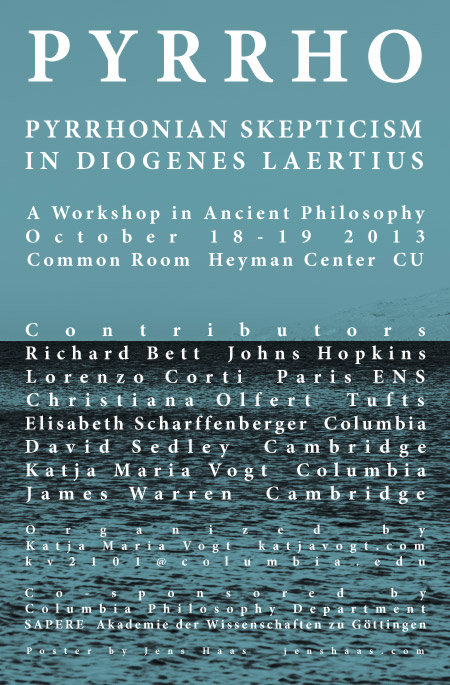 PYRRHO
PYRRHONIAN SKEPTICISM
IN DIOGENES LAERTIUS
A Workshop in Ancient Philosophy
October 18-19 2013
Common Room Heyman Center CU
Contributors
Richard Bett Johns Hopkins
Lorenzo Corti Paris ENS
Christiana Olfert Tufts
Elisabeth Scharffenberger Columbia
David Sedley Cambridge
Katja Maria Vogt Columbia
James Warren Cambridge
Organized by
Katja Maria Vogt katjavogt.com
kv2101@columbia.edu
Co-sponsored by
Columbia Philosophy Department
SAPERE Akademie der Wissenschaften zu Göttingen
Poster by Jens Haas jenshaas.com